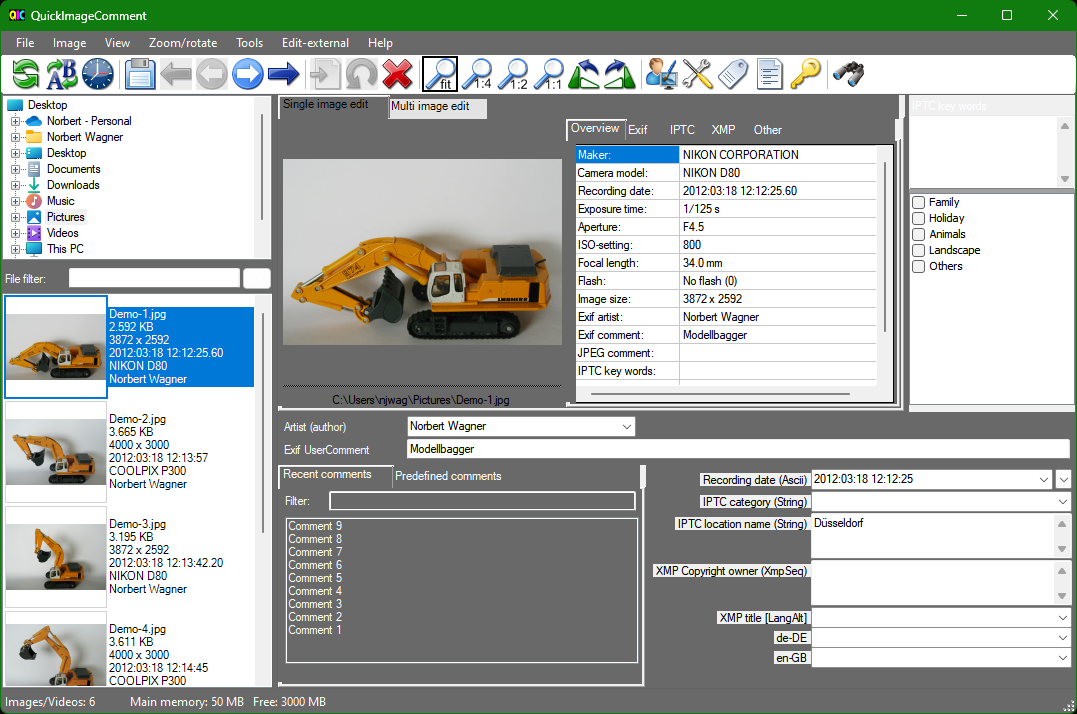 QuickImageComment
File Image View Zoom/rotate Tools Edit-external Help
fit 1:4 1:2 1:1
Desktop
Norbert - Personal
Norbert Wagner
Desktop
Documents
Downloads
Music
Pictures
Videos
This PC
File filter:
Demo-1.jpg
2.592 KB
3872 x 2592
2012:03:18 12:12:25.60
NIKON D80
Norbert Wagner
Demo-2.jpg
3.665 KB
4000 x 3000
2012:03:18 12:13:57
COOLPIX P300
Norbert Wagner
Demo-3.jpg
3.195 KB
3872 x 2592
2012:03:18 12:13:42.20
NIKON D80
Norbert Wagner
Demo-4.jpg
3.611 KB
4000 x 3000
2012:03:18 12:14:45
COOLPIX P300
Single image edit Multi image edit
C:\Users\njwag\Pictures\Demo-1.jpg
Overview Exif IPTC XMP Other
Maker: NIKON CORPORATION
Camera model: NIKON D80
Recording date: 2012:03:18 12:12:25.60
Exposure time: 1/125 s
Aperture: F4.5
ISO-setting: 800
Focal length: 34.0 mm
Flash: No flash (0)
Image size: 3872 x 2592
Exif artist: Norbert Wagner
Exif comment: Modellbagger
JPEG comment:
IPTC key words:
IPTC key words
Family
Holiday
Animals
Landscape
Others
Artist (author) Norbert Wagner
Exif UserComment Modellbagger
Recent comments Predefined comments
Filter:
Comment 9
Comment 8
Comment 7
Comment 6
Comment 5
Comment 4
Comment 3
Comment 2
Comment 1
Recording date (Ascii) 2012:03:18 12:12:25
IPTC category (String)
IPTC location name (String) Düsseldorf
XMP Copyright owner (XmpSeq)
XMP title [LangAlt]
de-DE
en-GB
Images/Videos: 6 Main memory: 50 MB Free: 3000 MB